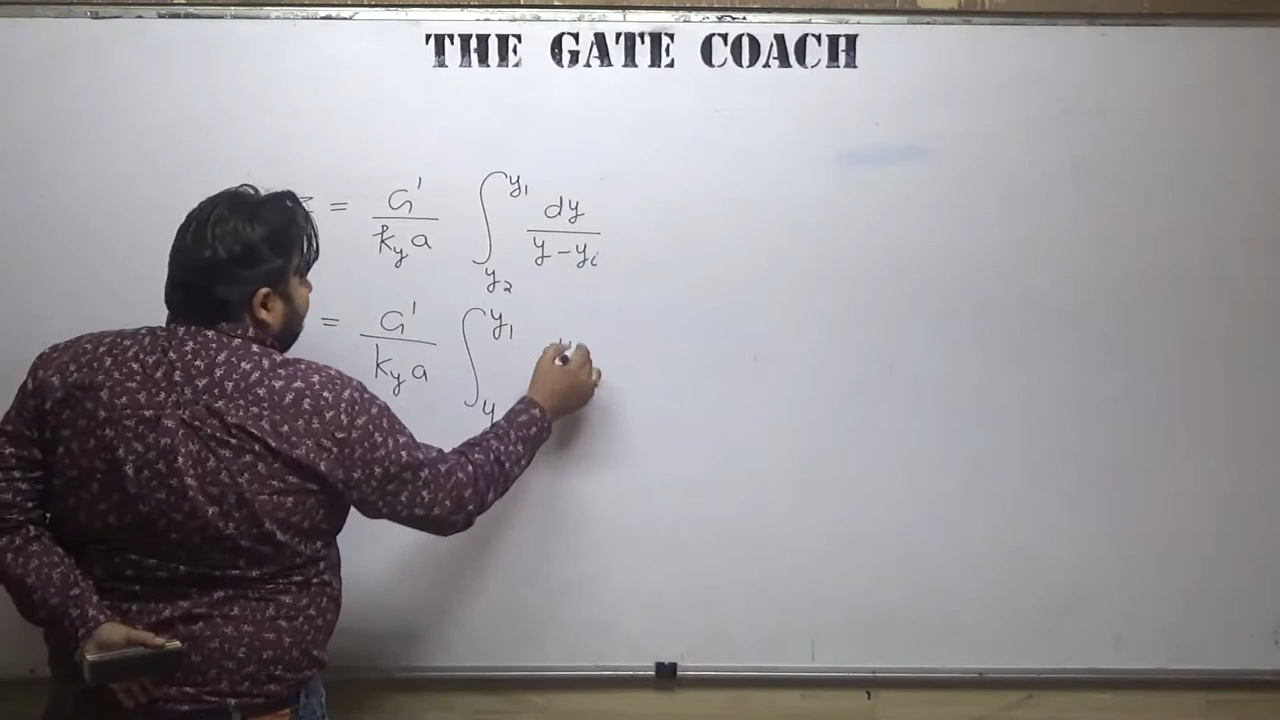 THE GATE COACH
= G' / k_y a ∫_{y_2}^{y_1} dy / y - y_i
= G' / k_y a ∫_{y}^{y_1}